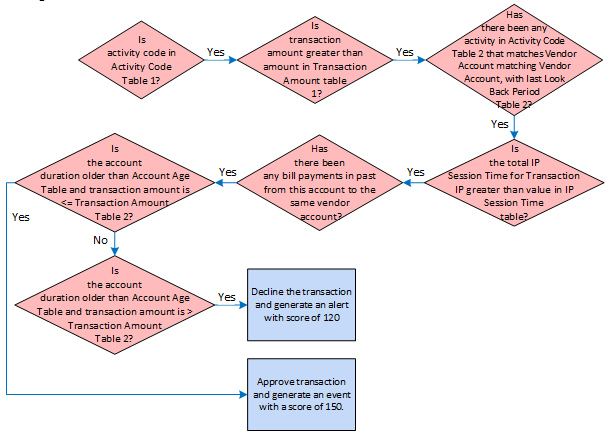 Is
activity code in
Activity Code
Table 1?
Yes
Is
transaction
amount greater than
amount in Transaction
Amount table
1?
Yes
Has
there been any
activity in Activity Code
Table 2 that matches Vendor
Account matching Vendor
Account, with last Look
Back Period
Table 2?
Yes
Is
the total IP
Session Time for Transaction
IP greater than value in IP
Session Time
table?
Yes
Has
there been
any bill payments in past
from this account to the
same vendor
account?
Yes
Is
the account
duration older than Account Age
Table and transaction amount is
<= Transaction Amount
Table 2?
Yes
No
Is
the account
duration older than Account Age
Table and transaction amount is >
Transaction Amount
Table 2?
Yes
Decline the transaction
and generate an alert
with score of 120
Approve transaction
and generate an event
with a score of 150.